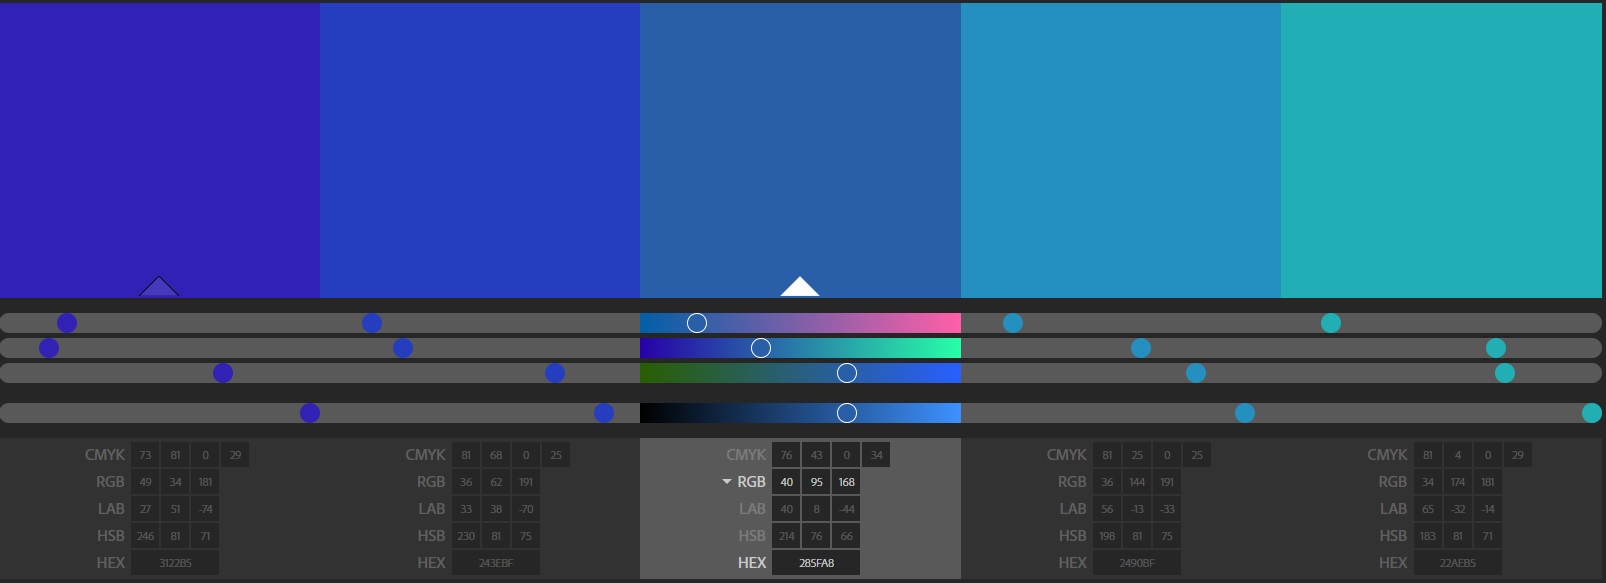 CMYK 73 81 0 29 CMYK 81 68 0 25 CMYK 76 43 0 34 CMYK 81 25 0 25 CMYK 81 4 0 29
RGB 49 34 181 RGB 36 62 191 RGB 40 95 168 RGB 36 144 191 RGB 34 174 181
LAB 27 51 -74 LAB 33 38 -70 LAB 40 8 -44 LAB 56 -13 -33 LAB 65 -32 -14
HSB 246 81 71 HSB 230 81 75 HSB 214 76 66 HSB 198 81 75 HSB 183 81 71
HEX 3122B5 HEX 243EBF HEX 285FA8 HEX 2490BF HEX 22AEB5